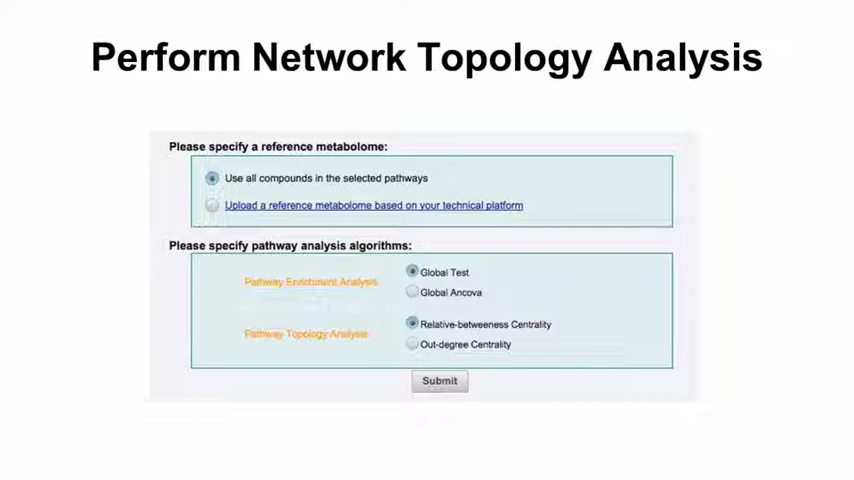 Perform Network Topology Analysis
Please specify a reference metabolome:
Use all compounds in the selected pathways
Upload a reference metabolome based on your technical platform
Please specify pathway analysis algorithms:
Pathway Enrichment Analysis
Global Test
Global Ancova
Pathway Topology Analysis
Relative-betweeness Centrality
Out-degree Centrality
Submit